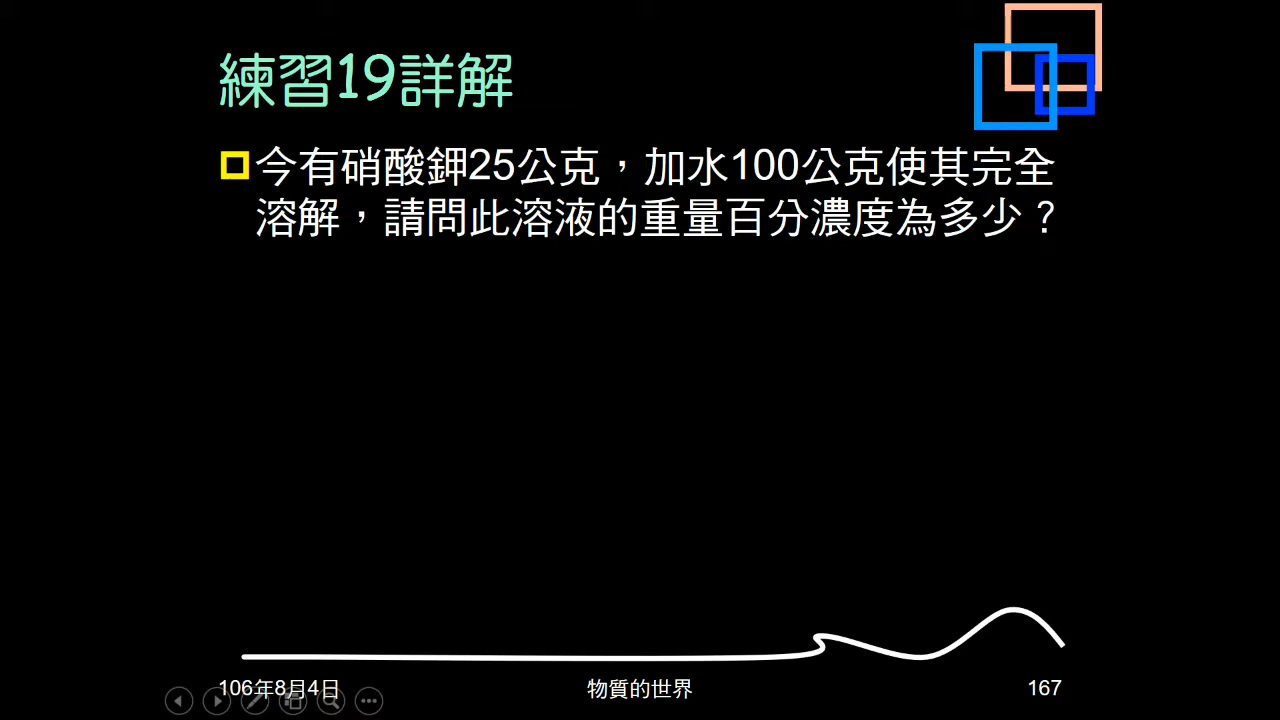 練習19詳解
今有硝酸鉀25公克，加水100公克使其完全
溶解，請問此溶液的重量百分濃度為多少？
106年8月4日
物質的世界
167